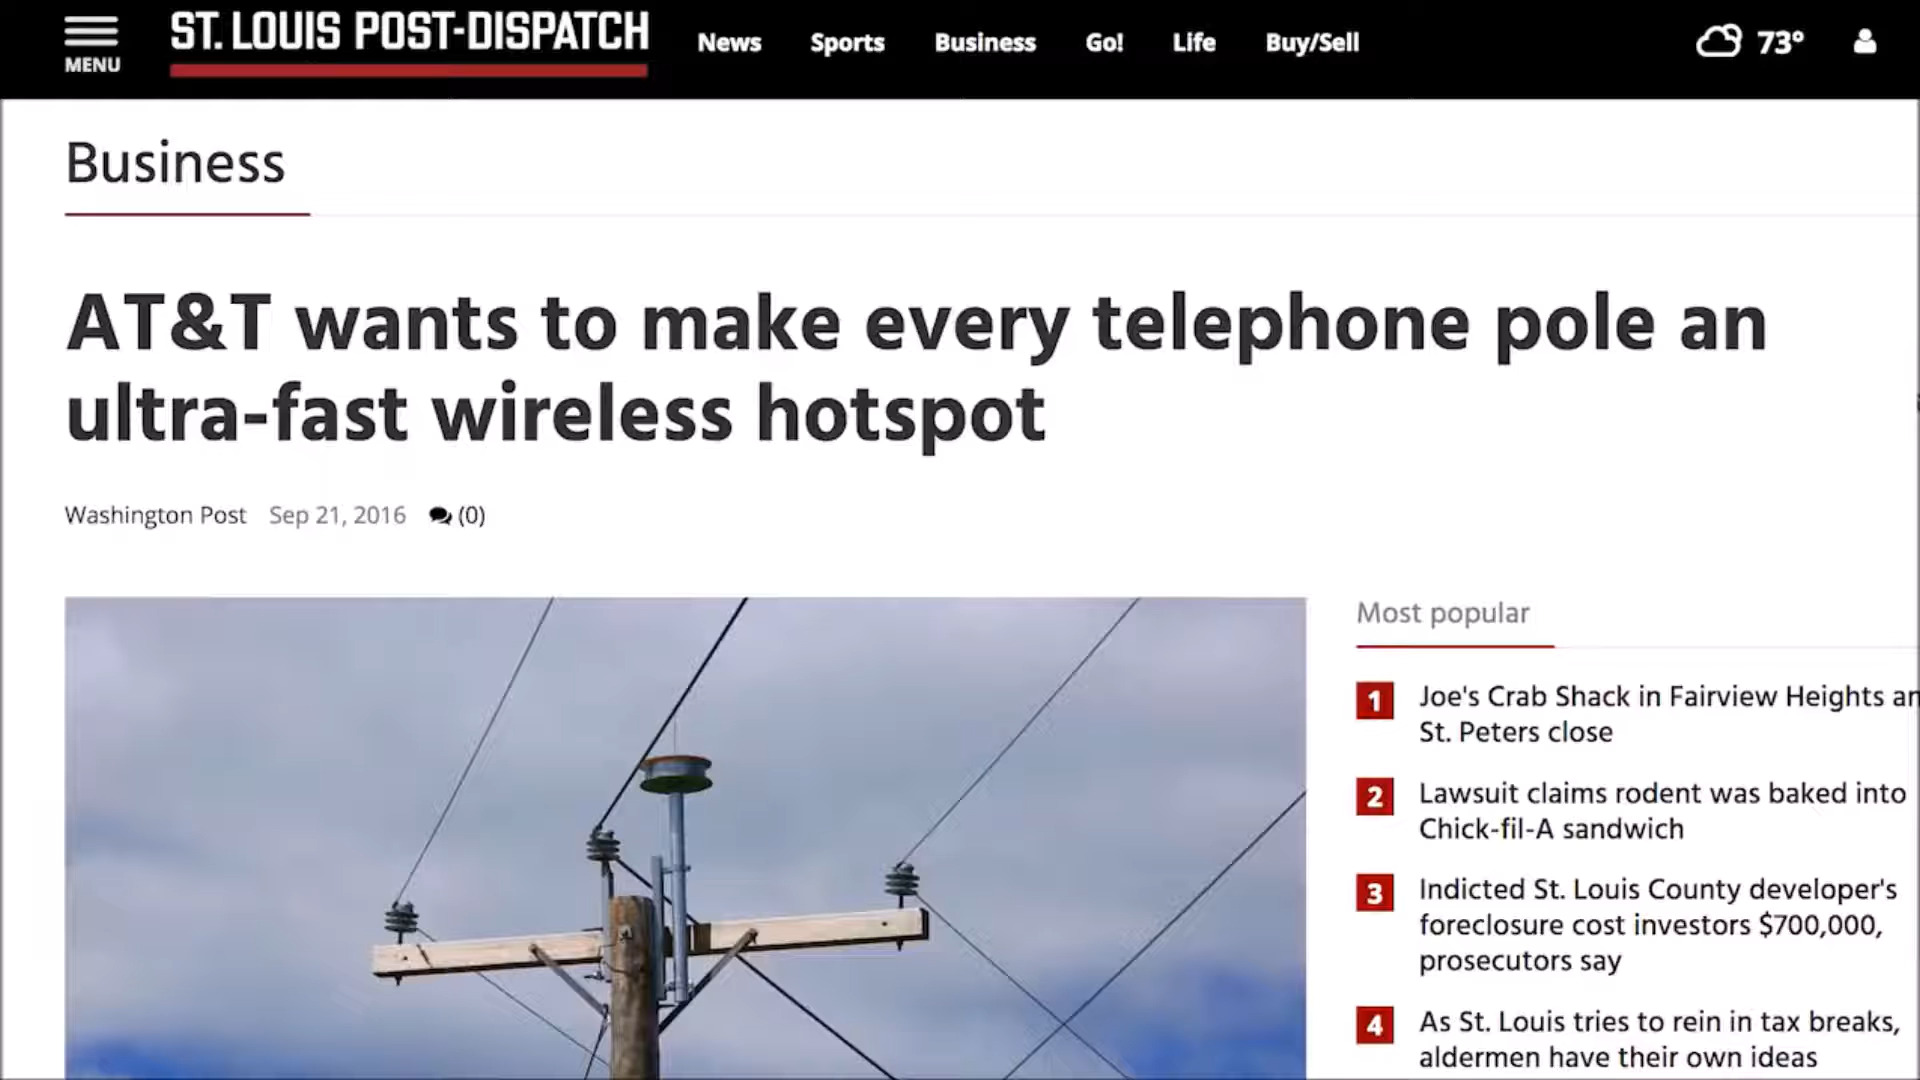 MENU
ST. LOUIS POST-DISPATCH
News
Sports
Business
Go!
Life
Buy/Sell
73°
Business
AT&T wants to make every telephone pole an
ultra-fast wireless hotspot
Washington Post Sep 21, 2016 (0)
Most popular
1 Joe's Crab Shack in Fairview Heights an
St. Peters close
2 Lawsuit claims rodent was baked into
Chick-fil-A sandwich
3 Indicted St. Louis County developer's
foreclosure cost investors $700,000,
prosecutors say
4 As St. Louis tries to rein in tax breaks,
aldermen have their own ideas